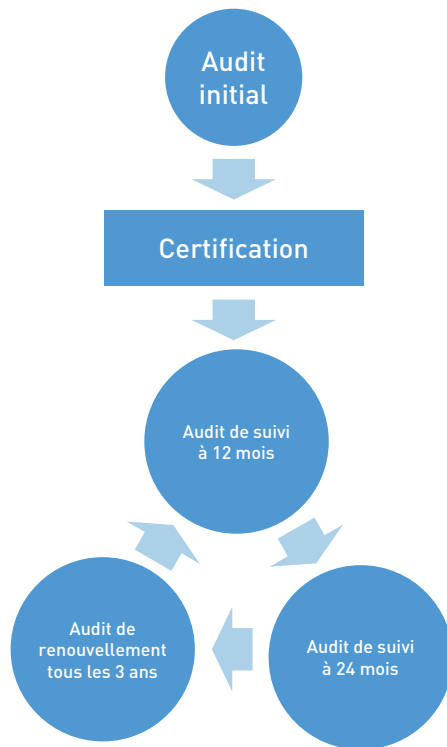 Audit
initial
Certification
Audit de suivi
à 12 mois
Audit de
renouvellement
tous les 3 ans
Audit de suivi
à 24 mois